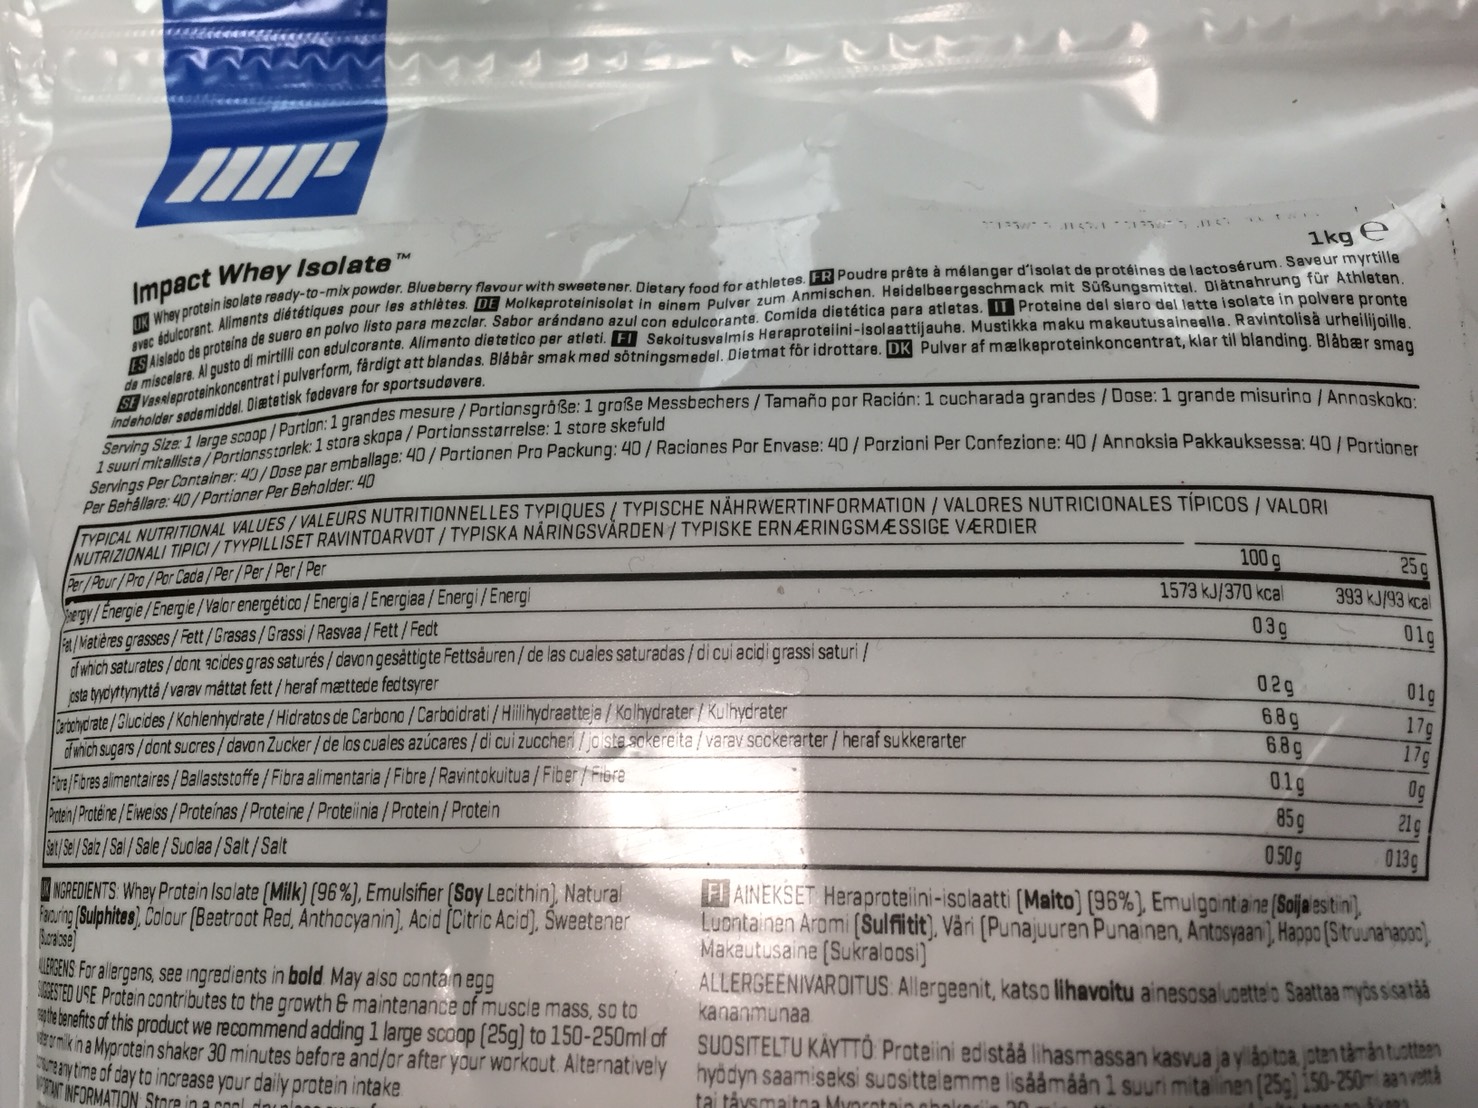 1kg ℮
Impact Whey Isolate™
UK Whey protein isolate ready-to-mix powder. Blueberry flavour with sweetener. Dietary food for athletes. FR Poudre prête à mélanger d'isolat de protéines de lactosérum. Saveur myrtille
avec édulcorant. Aliments diététiques pour les athlètes. DE Molkeproteinisolat in einem Pulver zum Anmischen. Heidelbeergeschmack mit Süßungsmittel. Diätnahrung für Athleten.
ES Aislado de proteína de suero en polvo listo para mezclar. Sabor arándano azul con edulcorante. Comida dietética para atletas. IT Proteine del siero del latte isolate in polvere pronte
da miscelare. Al gusto di mirtilli con edulcorante. Alimento dietetico per atleti. FI Sekoitusvalmis Heraproteiini-isolaattijauhe. Mustikka maku makeutusaineella. Ravintolisä urheilijoille.
SE Vassleproteinkoncentrat i pulverform, färdigt att blandas. Blåbär smak med sötningsmedel. Dietmat för idrottare. DK Pulver af mælkeproteinkoncentrat, klar til blanding. Blåbær smag
indeholder sødemiddel. Diætetisk fødevare for sportsudøvere.
Serving Size: 1 large scoop / Portion: 1 grandes mesure / Portionsgröße: 1 große Messbechers / Tamaño por Ración: 1 cucharada grandes / Dose: 1 grande misurino / Annoskoko:
1 suuri mitallista / Portionsstorlek: 1 stora skopa / Portionsstørrelse: 1 store skefuld
Servings Per Container: 40 / Dose par emballage: 40 / Portionen Pro Packung: 40 / Raciones Por Envase: 40 / Porzioni Per Confezione: 40 / Annoksia Pakkauksessa: 40 / Portioner
Per Behållare: 40 / Portioner Per Beholder: 40
TYPICAL NUTRITIONAL VALUES / VALEURS NUTRITIONNELLES TYPIQUES / TYPISCHE NÄHRWERTINFORMATION / VALORES NUTRICIONALES TÍPICOS / VALORI
NUTRIZIONALI TIPICI / TYYPILLISET RAVINTOARVOT / TYPISKA NÄRINGSVÄRDEN / TYPISKE ERNÆRINGSMÆSSIGE VÆRDIER
Per / Pour / Pro / Por Cada / Per / Per / Per / Per 100 g 25 g
Energy / Énergie / Energie / Valor energético / Energia / Energiaa / Energi / Energi 1573 kJ/370 kcal 393 kJ/93 kcal
Fat / Matières grasses / Fett / Grasas / Grassi / Rasvaa / Fett / Fedt 0.3g 0.1g
of which saturates / dont acides gras saturés / davon gesättigte Fettsäuren / de las cuales saturadas / di cui acidi grassi saturi /
josta tyydyttynyttä / varav mättat fett / heraf mættede fedtsyrer 0.2g 0.1g
Carbohydrate / Glucides / Kohlenhydrate / Hidratos de Carbono / Carboidrati / Hiilihydraatteja / Kolhydrater / Kulhydrater 6.8g 1.7g
of which sugars / dont sucres / davon Zucker / de los cuales azúcares / di cui zuccheri / joista sokereita / varav sockerarter / heraf sukkerarter 6.8g 1.7g
Fibre / Fibres alimentaires / Ballaststoffe / Fibra alimentaria / Fibre / Ravintokuitua / Fiber / Fibre 0.1g 0g
Protein / Protéine / Eiweiss / Proteínas / Proteine / Proteiinia / Protein / Protein 85g 21g
Salt / Sel / Salz / Sal / Sale / Suolaa / Salt / Salt 0.50g 0.13g
UK INGREDIENTS: Whey Protein Isolate (Milk) (96%), Emulsifier (Soy Lecithin), Natural
Flavouring (Sulphites), Colour (Beetroot Red, Anthocyanin), Acid (Citric Acid), Sweetener
(Sucralose)
ALLERGENS: For allergens, see ingredients in bold. May also contain egg
SUGGESTED USE: Protein contributes to the growth & maintenance of muscle mass, so to
reap the benefits of this product we recommend adding 1 large scoop (25g) to 150-250ml of
water or milk in a Myprotein shaker 30 minutes before and/or after your workout. Alternatively
consume any time of day to increase your daily protein intake.
IMPORTANT INFORMATION: Store in a cool, dry place
FI AINEKSET: Heraproteiini-isolaatti (Maito) (96%), Emulgointiaine (Soijalesitiini),
Luontainen Aromi (Sulfiitit), Väri (Punajuuren Punainen, Antosyaani), Happo (Sitruunahappo),
Makeutusaine (Sukraloosi)
ALLERGEENIVAROITUS: Allergeenit, katso lihavoitu ainesosaluettelo. Saattaa myös sisältää
kananmunaa
SUOSITELTU KÄYTTÖ: Proteiini edistää lihasmassan kasvua ja ylläpitoa, joten tämän tuotteen
hyödyn saamiseksi suosittelemme lisäämään 1 suuri mitallinen (25g) 150-250ml aan vettä
tai täysmaitoa Myprotein